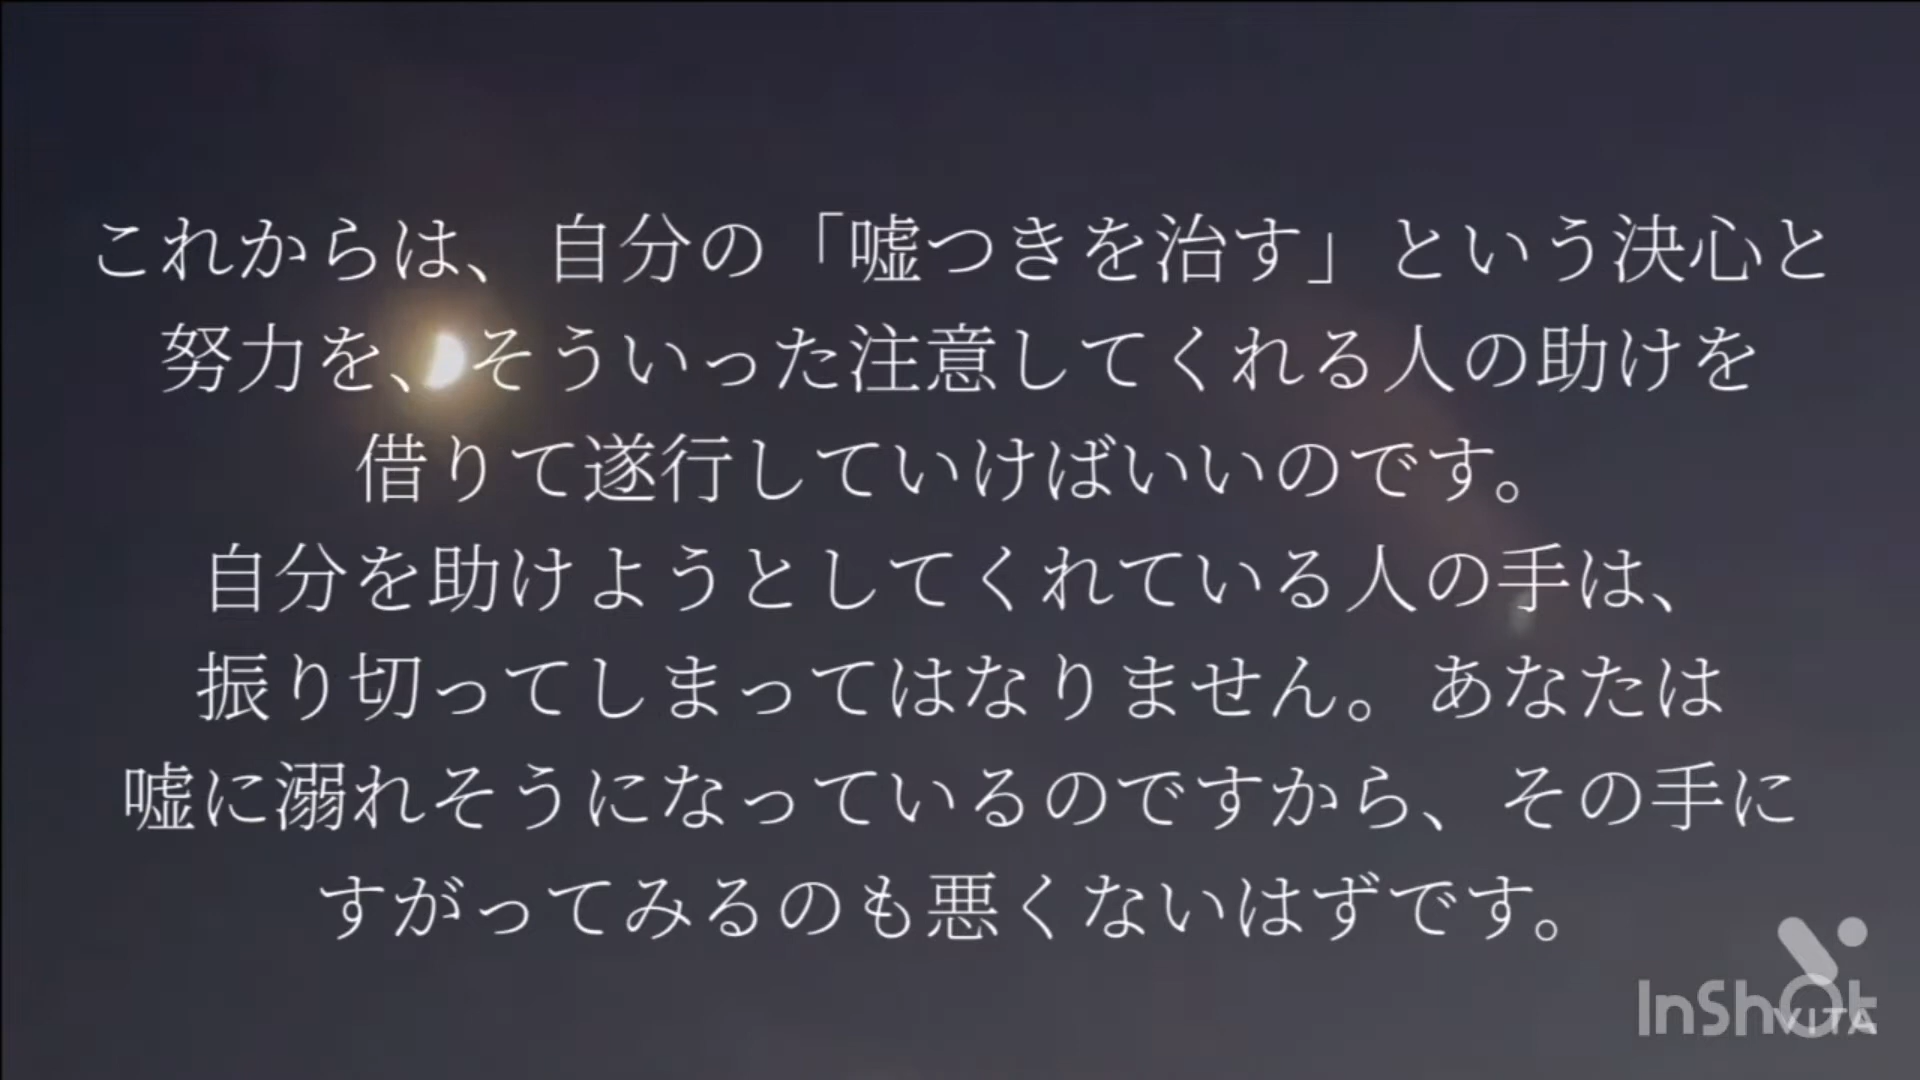 これからは、自分の「嘘つきを治す」という決心と
努力を、そういった注意してくれる人の助けを
借りて遂行していけばいいのです。
自分を助けようとしてくれている人の手は、
振り切ってしまってはなりません。あなたは
嘘に溺れそうになっているのですから、その手に
すがってみるのも悪くないはずです。
InShOt
VITA